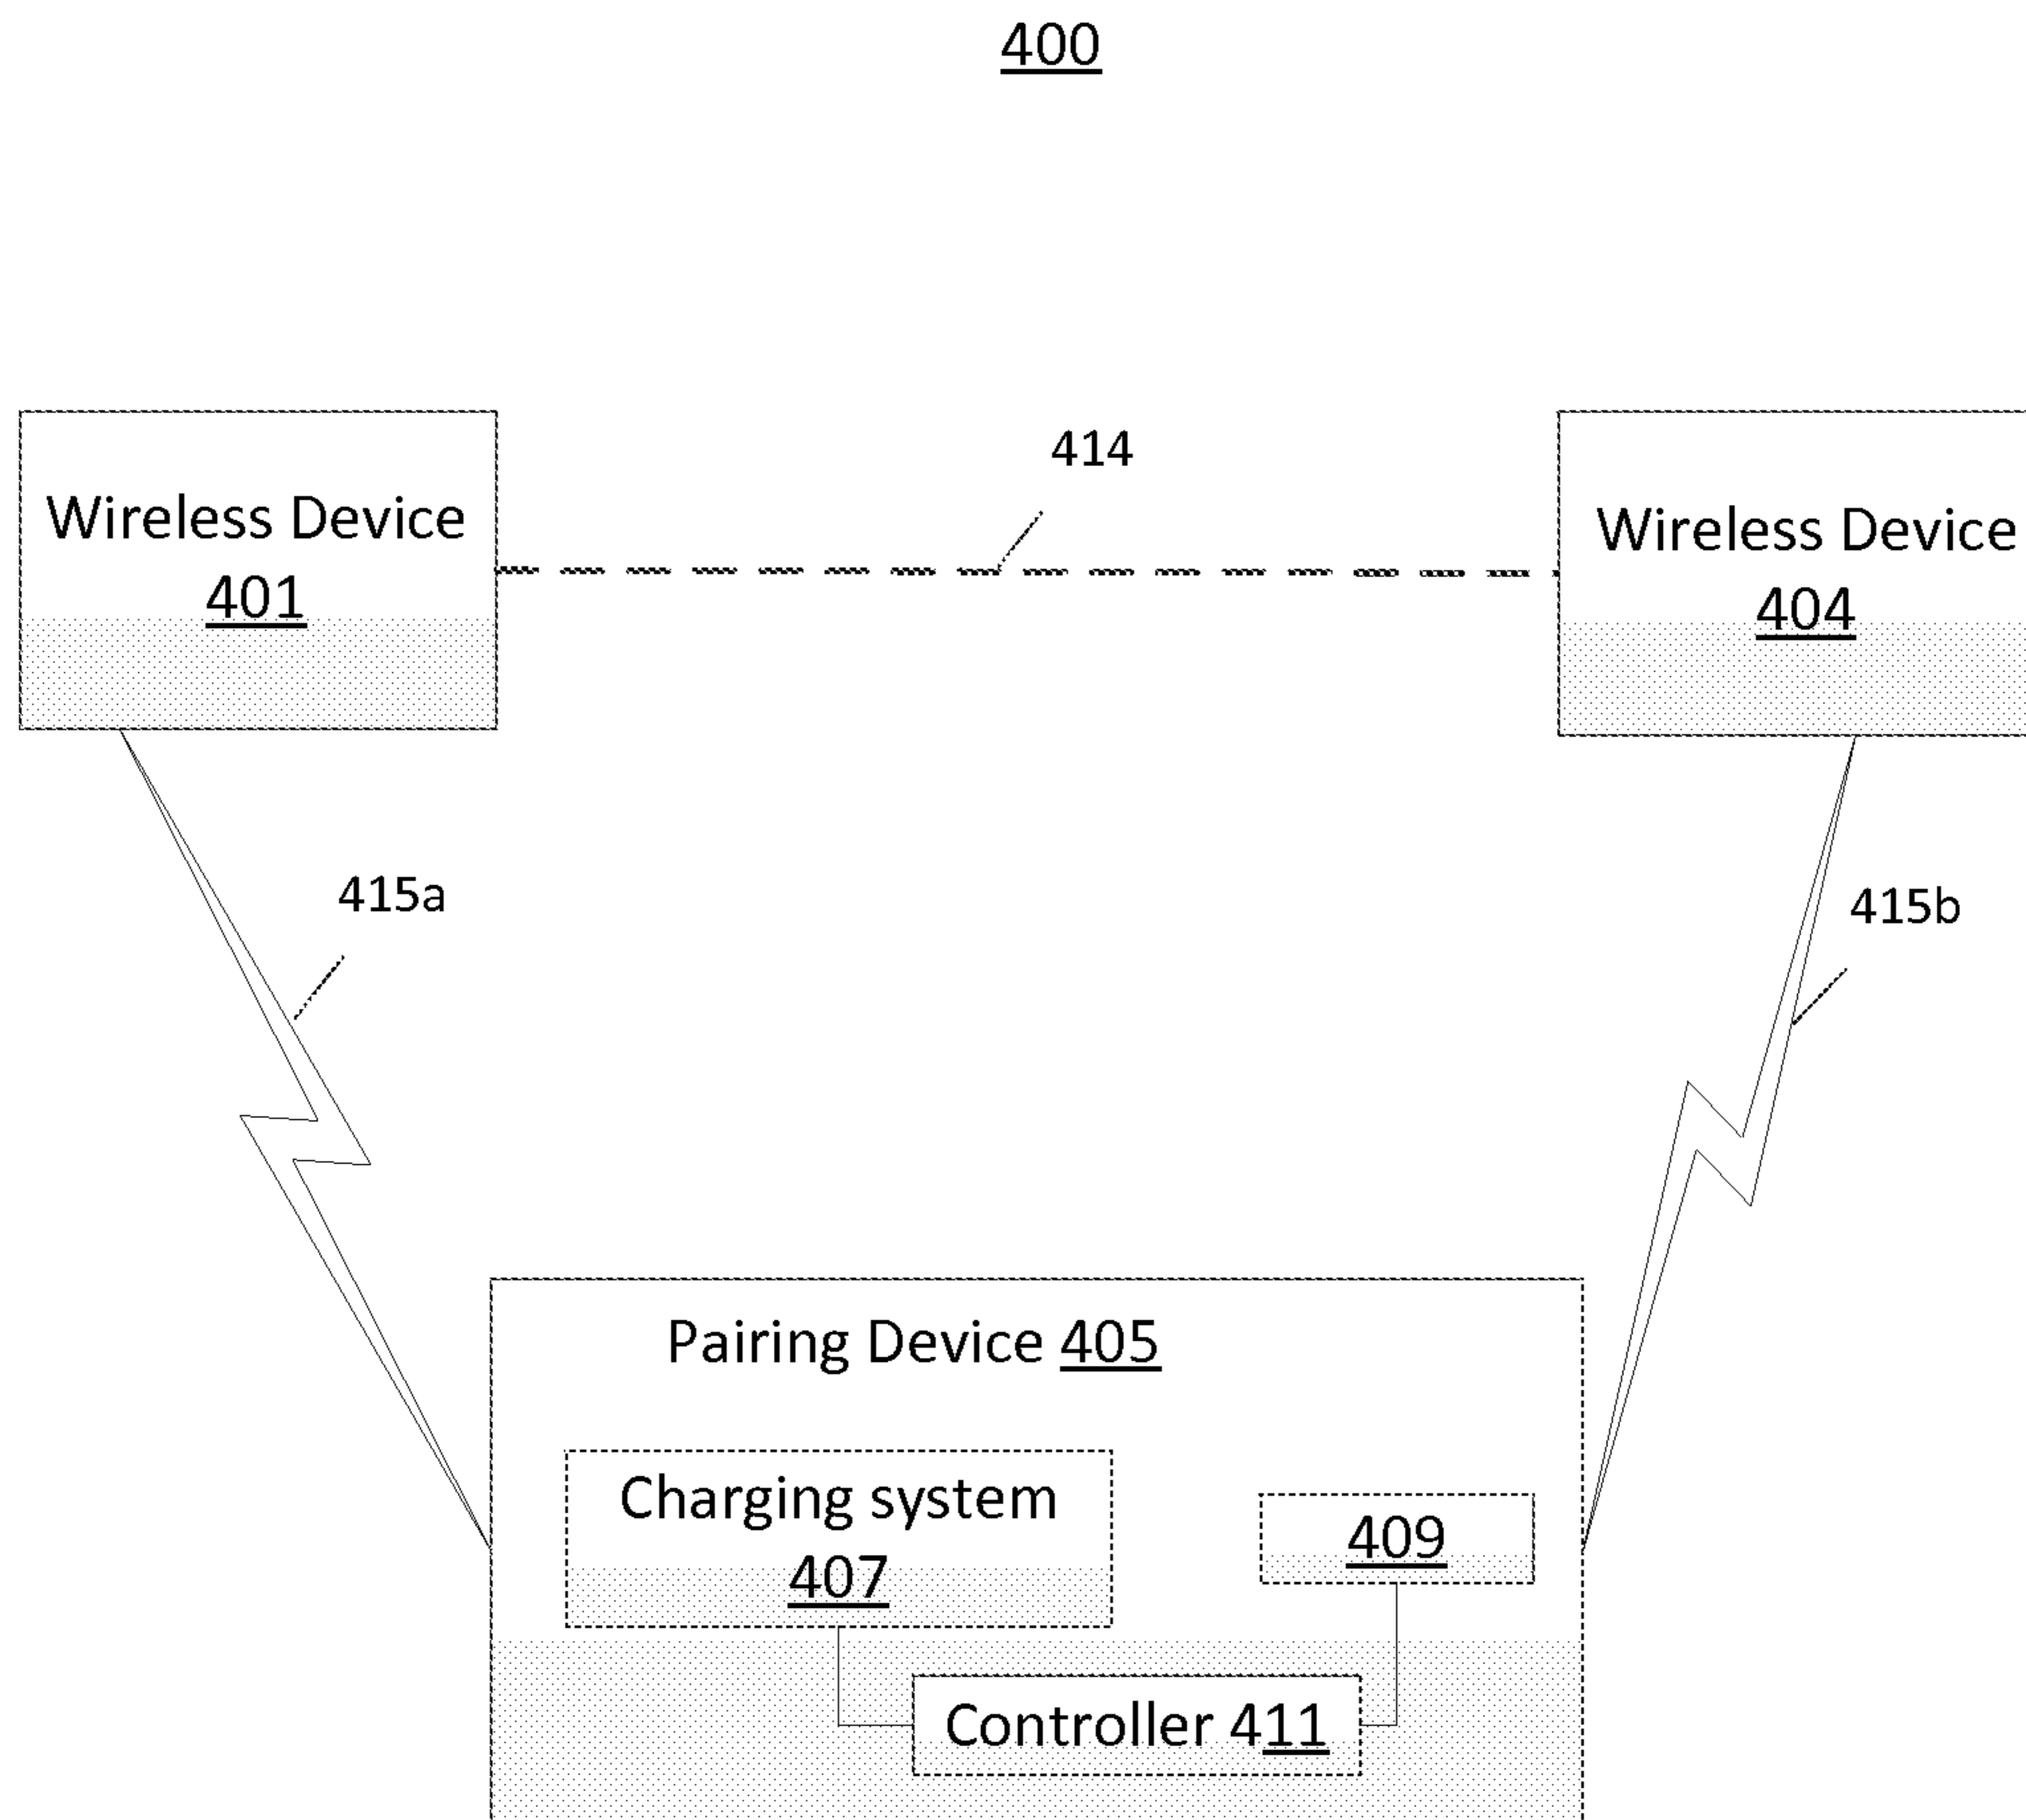 400
414
Wireless Device
401
Wireless Device
404
415a
415b
Pairing Device 405
Charging system
407
409
Controller 411